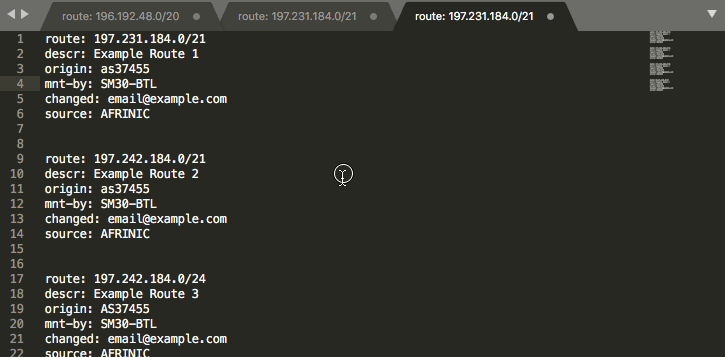 route: 196.192.48.0/20
route: 197.231.184.0/21
route: 197.231.184.0/21
1 route: 197.231.184.0/21
2 descr: Example Route 1
3 origin: as37455
4 mnt-by: SM30-BTL
5 changed: email@example.com
6 source: AFRINIC
7
8
9 route: 197.242.184.0/21
10 descr: Example Route 2
11 origin: as37455
12 mnt-by: SM30-BTL
13 changed: email@example.com
14 source: AFRINIC
15
16
17 route: 197.242.184.0/24
18 descr: Example Route 3
19 origin: AS37455
20 mnt-by: SM30-BTL
21 changed: email@example.com
22 source: AFRINIC